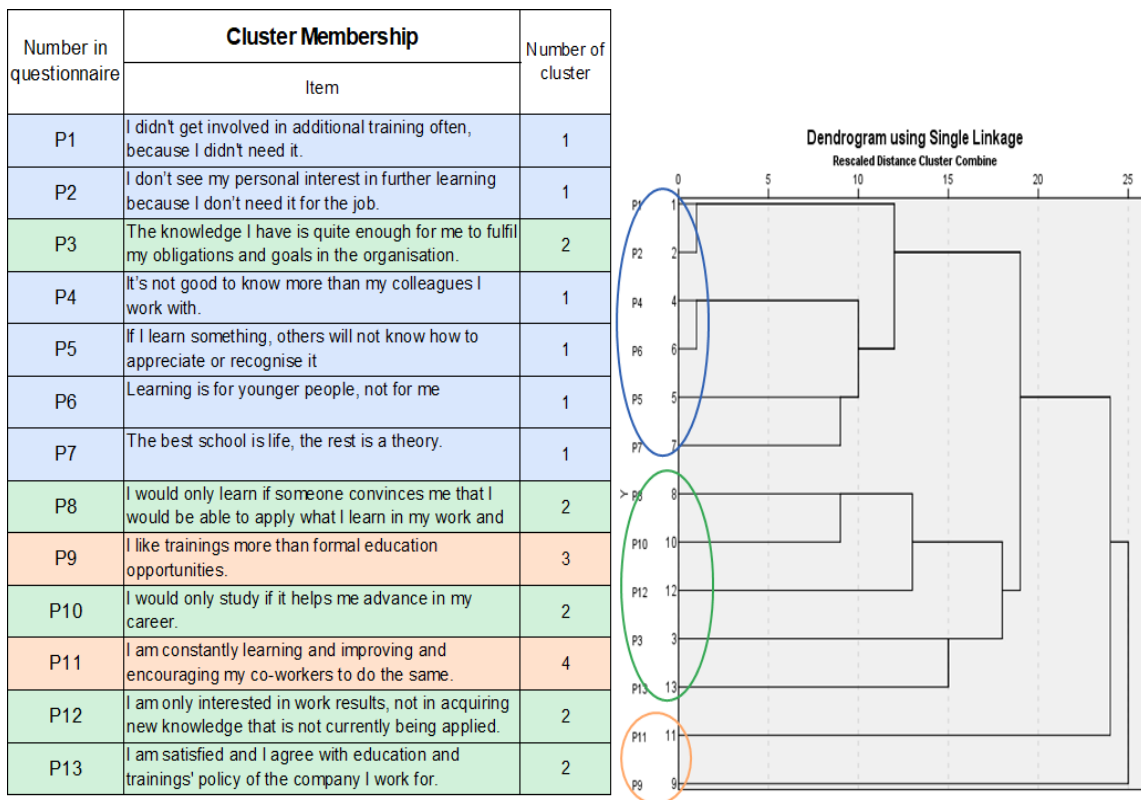 Number in
questionnaire
Cluster Membership
Item
Number of
cluster
P1
I didn't get involved in additional training often,
because I didn't need it.
1
P2
I don't see my personal interest in further learning
because I don't need it for the job.
1
P3
The knowledge I have is quite enough for me to fulfil
my obligations and goals in the organisation.
2
P4
It's not good to know more than my colleagues I
work with.
1
P5
If I learn something, others will not know how to
appreciate or recognise it
1
P6
Learning is for younger people, not for me
1
P7
The best school is life, the rest is a theory.
1
P8
I would only learn if someone convinces me that I
would be able to apply what I learn in my work and
2
P9
I like trainings more than formal education
opportunities.
3
P10
I would only study if it helps me advance in my
career.
2
P11
I am constantly learning and improving and
encouraging my co-workers to do the same.
4
P12
I am only interested in work results, not in acquiring
new knowledge that is not currently being applied.
2
P13
I am satisfied and I agree with education and
trainings' policy of the company I work for.
2
Dendrogram using Single Linkage
Rescaled Distance Cluster Combine
0 5 10 15 20 25
P1 1
P2 2
P4 4
P6 6
P5 5
P7 7
Y
P8 8
P10 10
P12 12
P3 3
P13 13
P11 11
P9 9